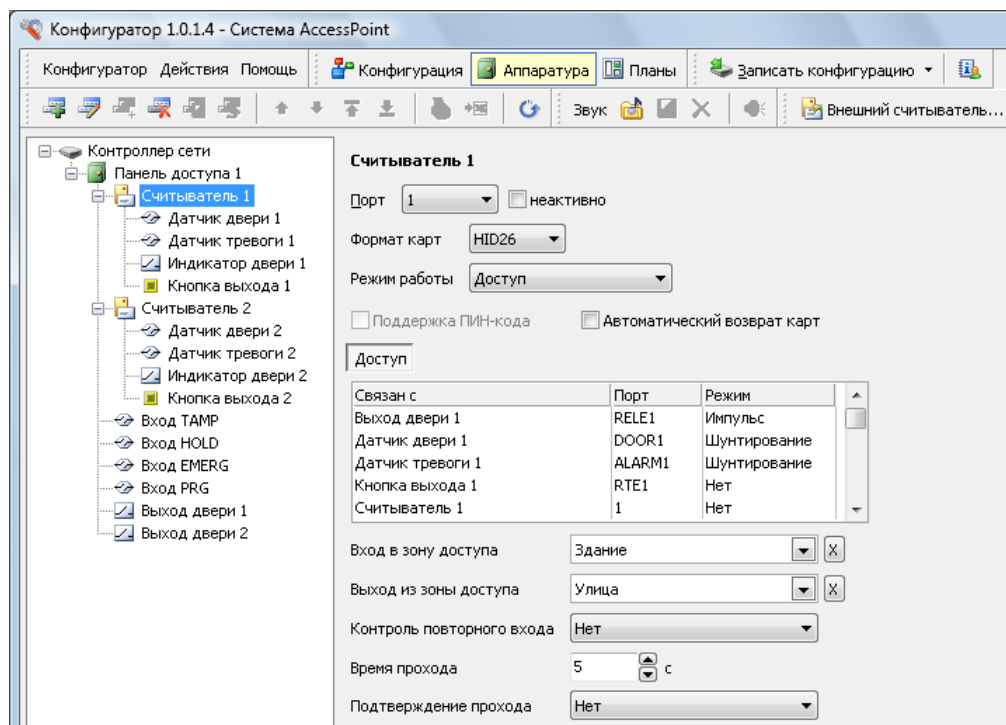 Конфигуратор 1.0.1.4 - Система AccessPoint
Конфигуратор Действия Помощь Конфигурация Аппаратура Планы Записать конфигурацию
Звук Внешний считыватель...
Контроллер сети
Панель доступа 1
Считыватель 1
Датчик двери 1
Датчик тревоги 1
Индикатор двери 1
Кнопка выхода 1
Считыватель 2
Датчик двери 2
Датчик тревоги 2
Индикатор двери 2
Кнопка выхода 2
Вход TAMP
Вход HOLD
Вход EMERG
Вход PRG
Выход двери 1
Выход двери 2
Считыватель 1
Порт 1 неактивно
Формат карт HID26
Режим работы Доступ
Поддержка ПИН-кода Автоматический возврат карт
Доступ
Связан с Порт Режим
Выход двери 1 RELE1 Импульс
Датчик двери 1 DOOR1 Шунтирование
Датчик тревоги 1 ALARM1 Шунтирование
Кнопка выхода 1 RTE1 Нет
Считыватель 1 1 Нет
Вход в зону доступа Здание X
Выход из зоны доступа Улица X
Контроль повторного входа Нет
Время прохода 5 с
Подтверждение прохода Нет